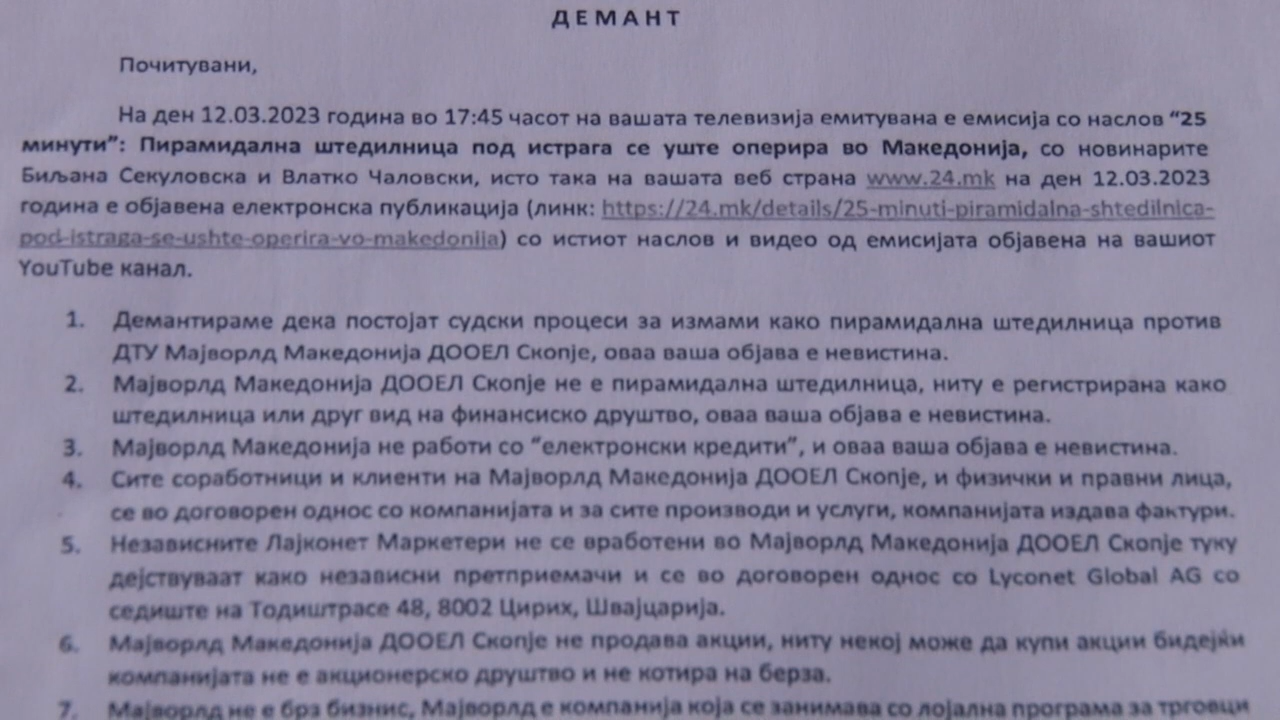 ДЕМАНТ
Почитувани,
На ден 12.03.2023 година во 17:45 часот на вашата телевизија емитувана е емисија со наслов “25
минути”: Пирамидална штедилница под истрага се уште оперира во Македонија, со новинарите
Биљана Секуловска и Влатко Чаловски, исто така на вашата веб страна www.24.mk на ден 12.03.2023
година е објавена електронска публикација (линк: https://24.mk/details/25-minuti-piramidalna-shtedilnica-
pod-istraga-se-ushte-operira-vo-makedonija) со истиот наслов и видео од емисијата објавена на вашиот
YouTube канал.
1. Демантираме дека постојат судски процеси за измами како пирамидална штедилница против
ДТУ Мајворлд Македонија ДООЕЛ Скопје, оваа ваша објава е невистина.
2. Мајворлд Македонија ДООЕЛ Скопје не е пирамидална штедилница, ниту е регистрирана како
штедилница или друг вид на финансиско друштво, оваа ваша објава е невистина.
3. Мајворлд Македонија не работи со “електронски кредити”, и оваа ваша објава е невистина.
4. Сите соработници и клиенти на Мајворлд Македонија ДООЕЛ Скопје, и физички и правни лица,
се во договорен однос со компанијата и за сите производи и услуги, компанијата издава фактури.
5. Независните Лајконет Маркетери не се вработени во Мајворлд Македонија ДООЕЛ Скопје туку
дејствуваат како независни претприемачи и се во договорен однос со Lyconet Global AG со
седиште на Тодиштрасе 48, 8002 Цирих, Швајцарија.
6. Мајворлд Македонија ДООЕЛ Скопје не продава акции, ниту некој може да купи акции бидејќи
компанијата не е акционерско друштво и не котира на берза.
7. Мајворлд не е брз бизнис, Мајворлд е компанија која се занимава со лојална програма за трговци